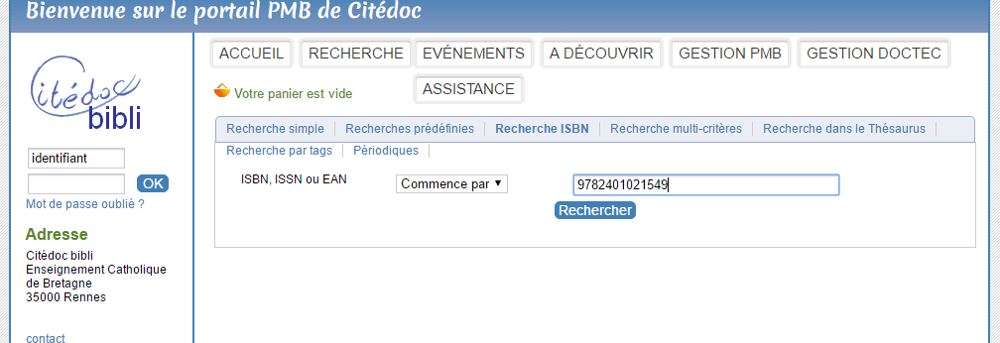 Bienvenue sur le portail PMB de Citédoc
Citédoc
bibli
identifiant
OK
Mot de passe oublié ?
Adresse
Citédoc bibli
Enseignement Catholique
de Bretagne
35000 Rennes
contact
ACCUEIL RECHERCHE EVÉNEMENTS A DÉCOUVRIR GESTION PMB GESTION DOCTEC
ASSISTANCE
Votre panier est vide
Recherche simple Recherches prédéfinies Recherche ISBN Recherche multi-critères Recherche dans le Thésaurus
Recherche par tags Périodiques
ISBN, ISSN ou EAN Commence par 9782401021549
Rechercher